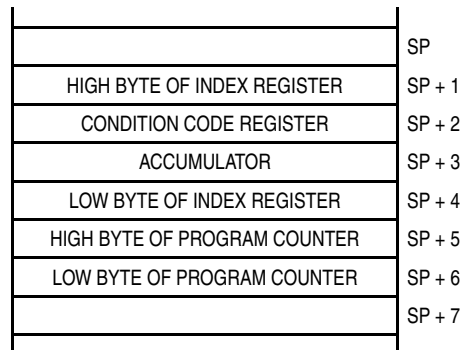 SP
HIGH BYTE OF INDEX REGISTER SP + 1
CONDITION CODE REGISTER SP + 2
ACCUMULATOR SP + 3
LOW BYTE OF INDEX REGISTER SP + 4
HIGH BYTE OF PROGRAM COUNTER SP + 5
LOW BYTE OF PROGRAM COUNTER SP + 6
SP + 7